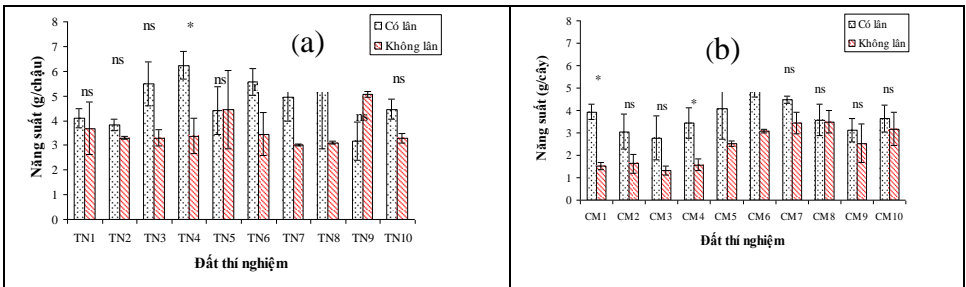 (a)
Có lân
Không lân
Năng suất (g/chậu)
8
7
6
5
4
3
2
1
0
ns
ns
ns
*
ns
ns
ns
TN1 TN2 TN3 TN4 TN5 TN6 TN7 TN8 TN9 TN10
Đất thí nghiệm
(b)
Có lân
Không lân
Năng suất (g/cây)
8
7
6
5
4
3
2
1
0
*
ns
ns
*
ns
ns
ns
ns
CM1 CM2 CM3 CM4 CM5 CM6 CM7 CM8 CM9 CM10
Đất thí nghiệm